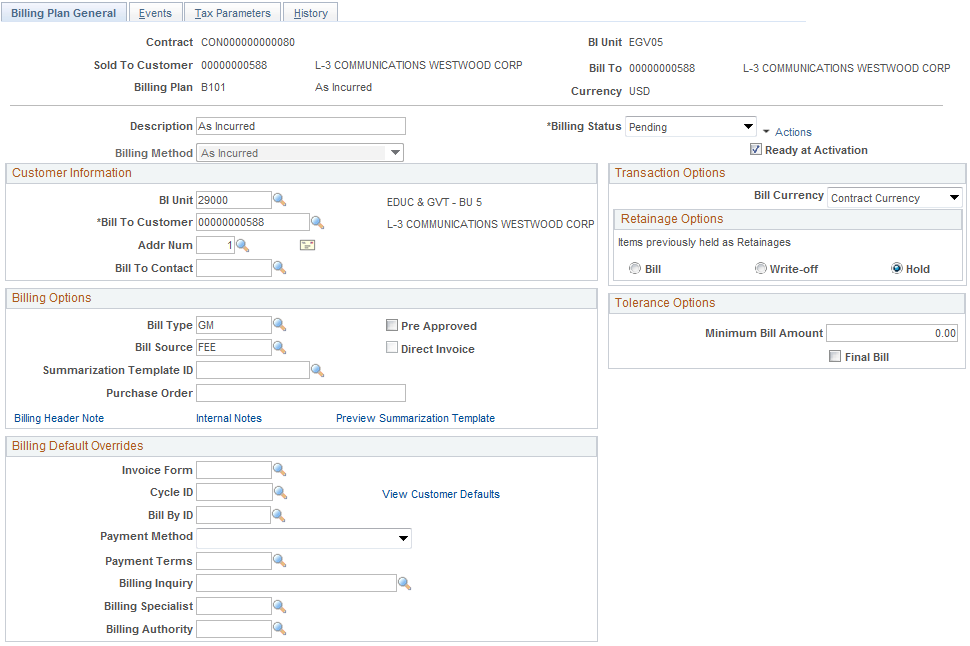 Billing Plan General Events Tax Parameters History
Contract CON000000000080 BI Unit EGV05
Sold To Customer 00000000588 L-3 COMMUNICATIONS WESTWOOD CORP Bill To 00000000588 L-3 COMMUNICATIONS WESTWOOD CORP
Billing Plan B101 As Incurred Currency USD
Description As Incurred *Billing Status Pending Actions
Billing Method As Incurred Ready at Activation
Customer Information
BI Unit 29000 EDUC & GVT - BU 5
*Bill To Customer 00000000588 L-3 COMMUNICATIONS WESTWOOD CORP
Addr Num 1
Bill To Contact
Transaction Options
Bill Currency Contract Currency
Retainage Options
Items previously held as Retainages
Bill Write-off Hold
Billing Options
Bill Type GM Pre Approved
Bill Source FEE Direct Invoice
Summarization Template ID
Purchase Order
Billing Header Note Internal Notes Preview Summarization Template
Tolerance Options
Minimum Bill Amount 0.00
Final Bill
Billing Default Overrides
Invoice Form
Cycle ID View Customer Defaults
Bill By ID
Payment Method
Payment Terms
Billing Inquiry
Billing Specialist
Billing Authority